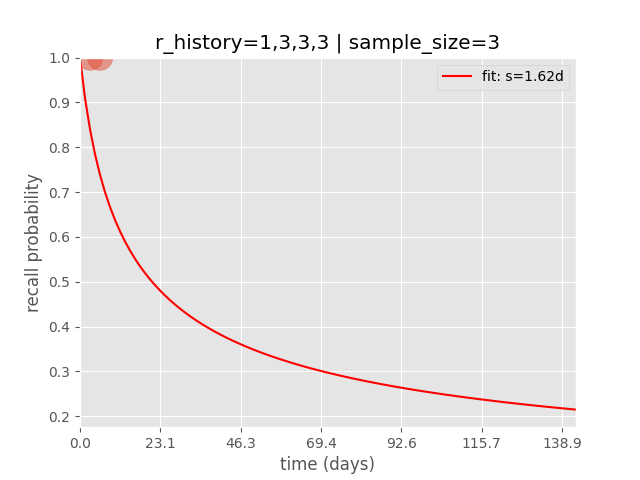 r_history=1,3,3,3 | sample_size=3
fit: s=1.62d
recall probability
1.0
0.9
0.8
0.7
0.6
0.5
0.4
0.3
0.2
0.0 23.1 46.3 69.4 92.6 115.7 138.9
time (days)